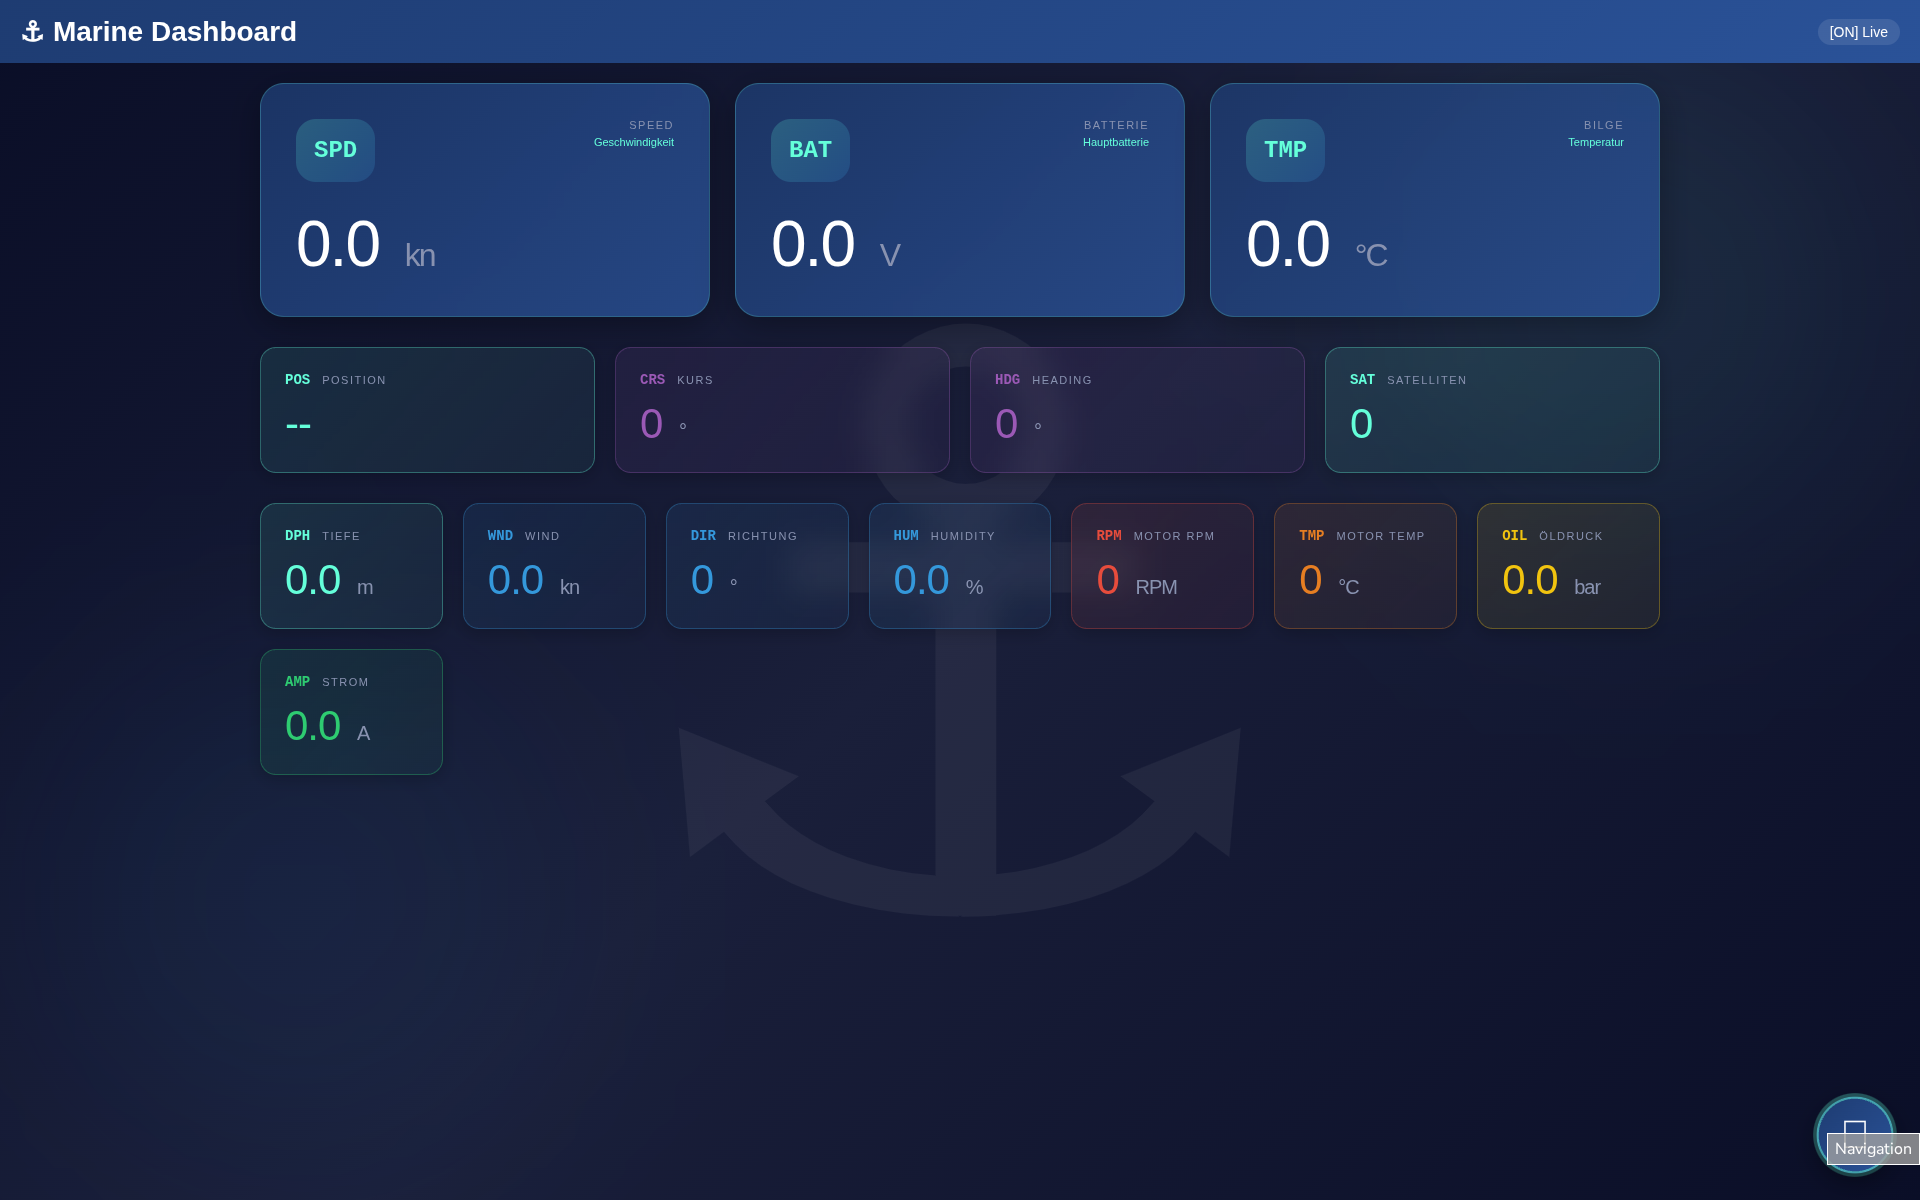 ⚓ Marine Dashboard
[ON] Live
SPD
SPEED
Geschwindigkeit
0.0 kn
BAT
BATTERIE
Hauptbatterie
0.0 V
TMP
BILGE
Temperatur
0.0 °C
POS POSITION
--
CRS KURS
0 °
HDG HEADING
0 °
SAT SATELLITEN
0
DPH TIEFE
0.0 m
WND WIND
0.0 kn
DIR RICHTUNG
0 °
HUM HUMIDITY
0.0 %
RPM MOTOR RPM
0 RPM
TMP MOTOR TEMP
0 °C
OIL ÖLDRUCK
0.0 bar
AMP STROM
0.0 A
Navigation